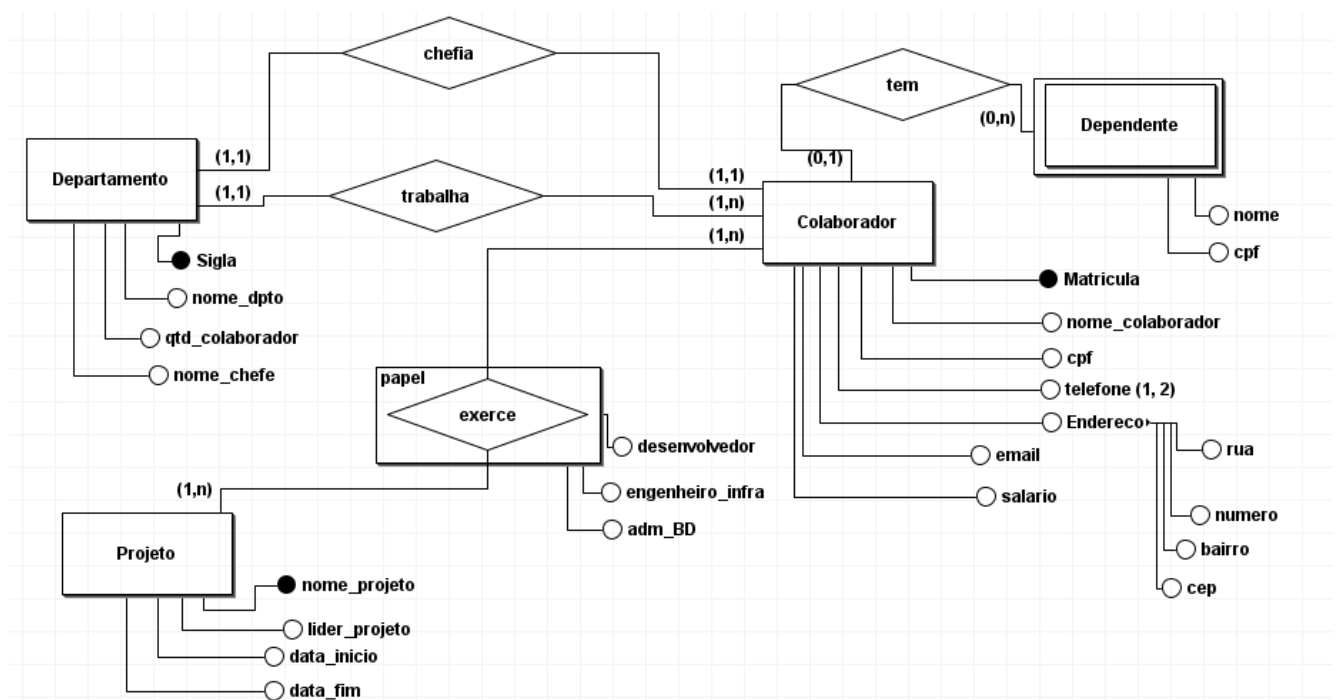 chefia
tem
(0,n)
Dependente
(1,1)
Departamento
(0,1)
(1,1)
trabalha
(1,1)
(1,n)
Colaborador
(1,n)
nome
cpf
Sigla
nome_dpto
qtd_colaborador
nome_chefe
Matricula
nome_colaborador
cpf
telefone (1, 2)
Endereco
rua
numero
bairro
cep
email
salario
papel
exerce
desenvolvedor
engenheiro_infra
adm_BD
(1,n)
Projeto
nome_projeto
lider_projeto
data_inicio
data_fim